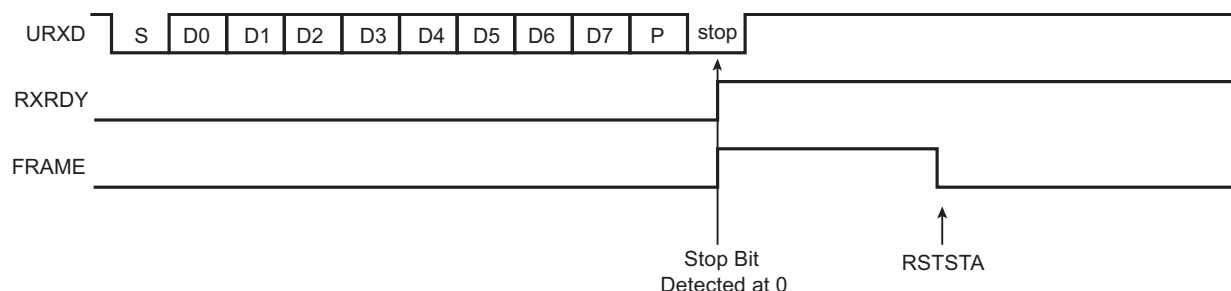 URXD S D0 D1 D2 D3 D4 D5 D6 D7 P stop
RXRDY
FRAME
Stop Bit
Detected at 0
RSTSTA